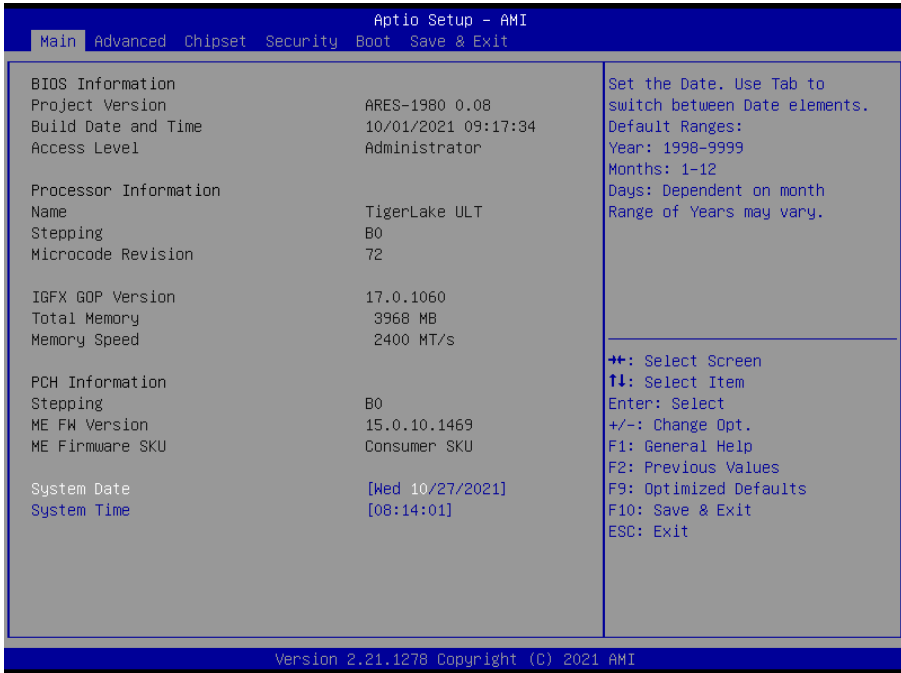 Aptio Setup – AMI
Main Advanced Chipset Security Boot Save & Exit
BIOS Information
Project Version ARES-1980 0.08
Build Date and Time 10/01/2021 09:17:34
Access Level Administrator
Processor Information
Name TigerLake ULT
Stepping B0
Microcode Revision 72
IGFX GOP Version 17.0.1060
Total Memory 3968 MB
Memory Speed 2400 MT/s
PCH Information
Stepping B0
ME FW Version 15.0.10.1469
ME Firmware SKU Consumer SKU
System Date [Wed 10/27/2021]
System Time [08:14:01]
Set the Date. Use Tab to
switch between Date elements.
Default Ranges:
Year: 1998-9999
Months: 1-12
Days: Dependent on month
Range of Years may vary.
→←: Select Screen
↑↓: Select Item
Enter: Select
+/-: Change Opt.
F1: General Help
F2: Previous Values
F9: Optimized Defaults
F10: Save & Exit
ESC: Exit
Version 2.21.1278 Copyright (C) 2021 AMI